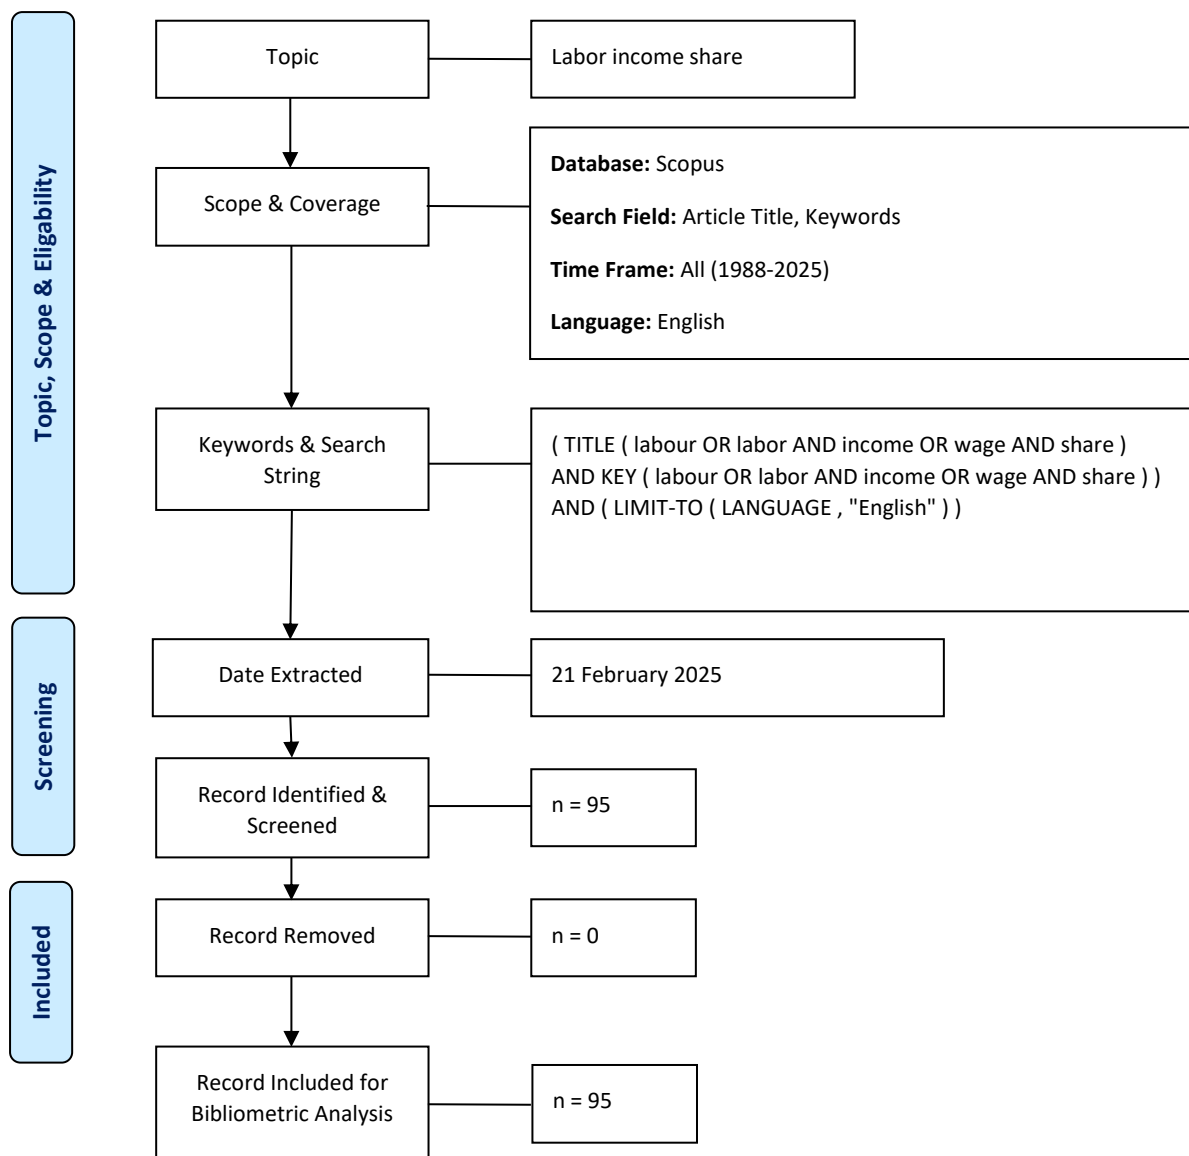 Topic, Scope & Eligability
Topic
Labor income share
Scope & Coverage
Database: Scopus
Search Field: Article Title, Keywords
Time Frame: All (1988-2025)
Language: English
Keywords & Search
String
( TITLE ( labour OR labor AND income OR wage AND share )
AND KEY ( labour OR labor AND income OR wage AND share ) )
AND ( LIMIT-TO ( LANGUAGE , "English" ) )
Screening
Date Extracted
21 February 2025
Record Identified &
Screened
n = 95
Included
Record Removed
n = 0
Record Included for
Bibliometric Analysis
n = 95